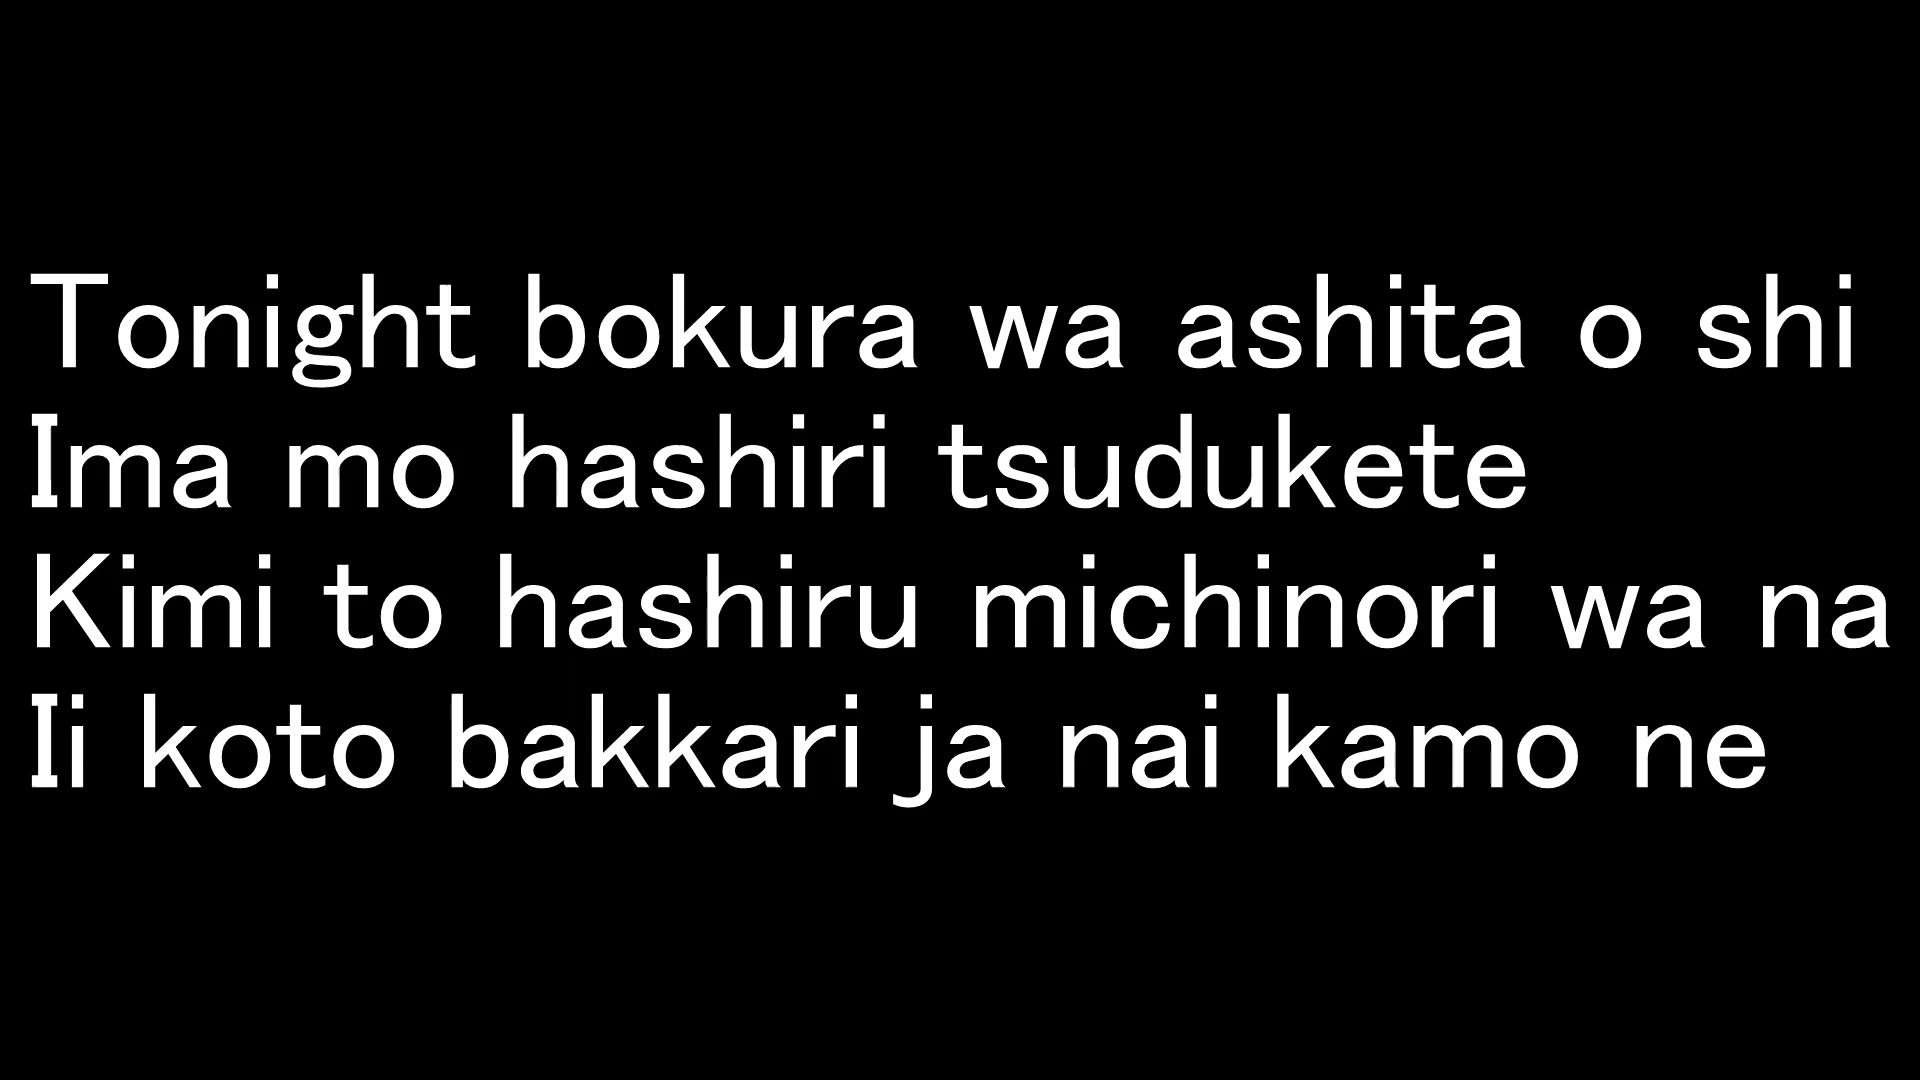 Tonight bokura wa ashita o shi
Ima mo hashiri tsudukete
Kimi to hashiru michinori wa na
Ii koto bakkari ja nai kamo ne